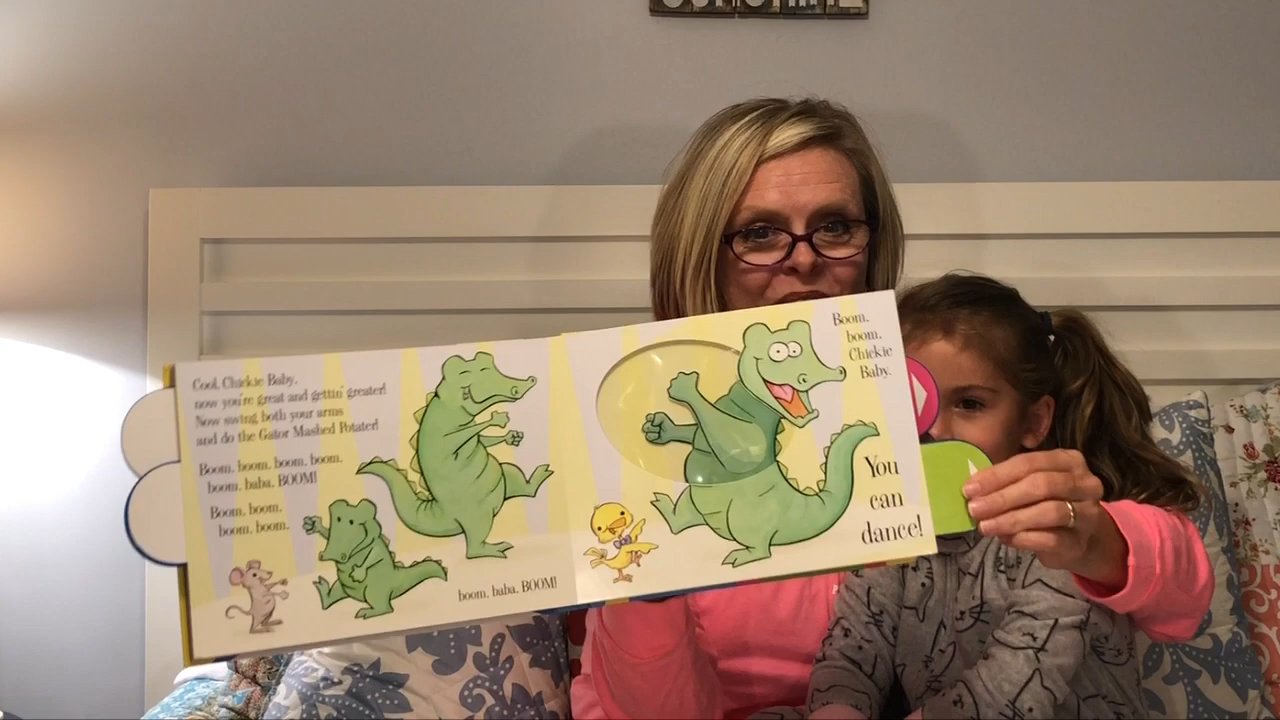 Cool, Chickie Baby,
now you're great and gettin' greater!
Now swing both your arms
and do the Gator Mashed Potater!
Boom, boom, boom, boom,
boom, baba, BOOM!
Boom, boom,
boom, boom,
boom, baba, BOOM!
Boom,
boom,
Chickie
Baby.
You
can
dance!